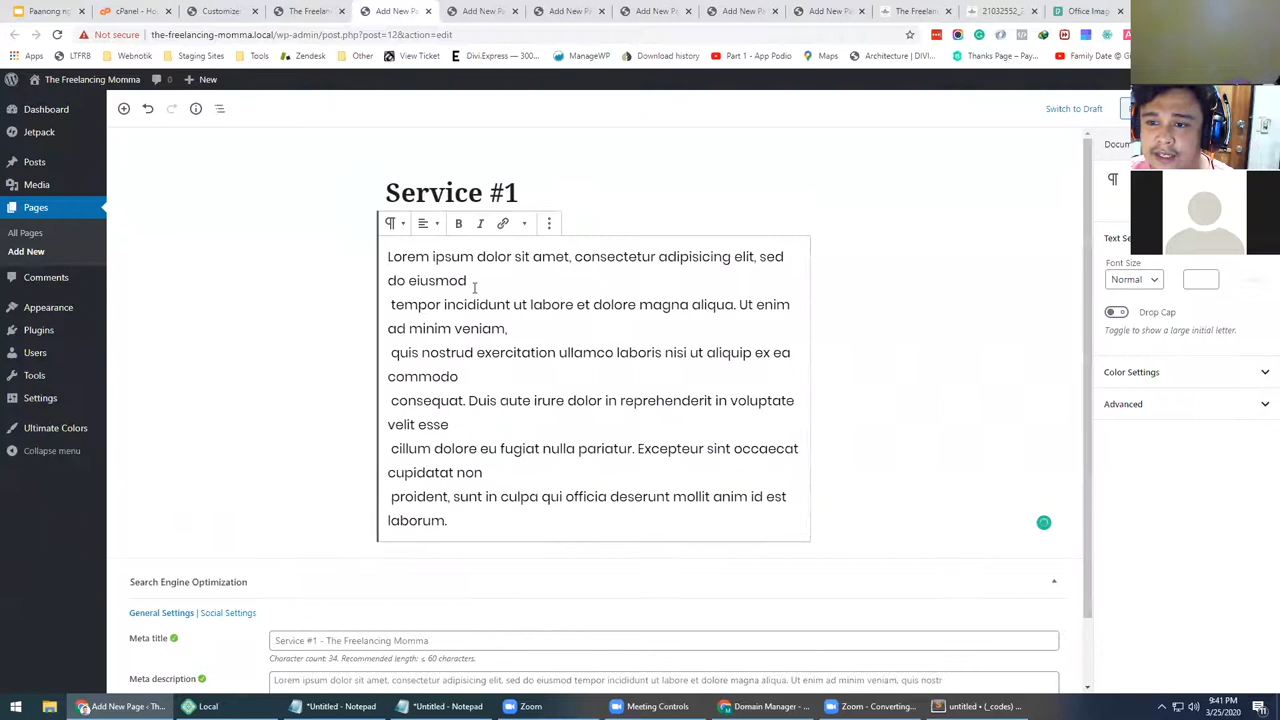 Paanong ng
cPanel - Ho
Customize
The Freelan
Add New Pa
Add New Pa
Add New Pa
Add New Pa
Add New Pa
Add New Pa
The Freelan
21032552_
Office Imag
Not secure
the-freelancing-momma.local/wp-admin/post.php?post=12&action=edit
Apps
LTFRB
Webnotik
17 View Ticket
Tuts
Tools
Zendesk
Other
View Ticket
Divi.Express — 300...
ManageWP
Download history
Part 1 - App Podio
Architecture | DIVI...
Thanks Page – Pay...
Family Date @ G
The Freelancing Momma
0
New
Dashboard
Jetpack
Posts
Media
Pages
All Pages
Add New
Comments
Appearance
Plugins
Users
Tools
Settings
Ultimate Colors
Collapse menu
Switch to Draft
Service #1
Lorem ipsum dolor sit amet, consectetur adipisicing elit, sed
do eiusmod
tempor incididunt ut labore et dolore magna aliqua. Ut enim
ad minim veniam,
quis nostrud exercitation ullamco laboris nisi ut aliquip ex ea
commodo
consequat. Duis aute irure dolor in reprehenderit in voluptate
velit esse
cillum dolore eu fugiat nulla pariatur. Excepteur sint occaecat
cupidatat non
proident, sunt in culpa qui officia deserunt mollit anim id est
laborum.
Docum
Text Se
Font Size
Normal
Drop Cap
Toggle to show a large initial letter.
Color Settings
Advanced
Search Engine Optimization
General Settings | Social Settings
Meta title
Service #1 - The Freelancing Momma
Character count: 34. Recommended length: ≤ 60 characters.
Meta description
Lorem ipsum dolor sit amet, consectetur adipisicing elit, sed do eiusmod tempor incididunt ut labore et dolore magna aliqua. Ut enim ad minim veniam, quis nostr
Add New Page ‹ Th...
Local
*Untitled - Notepad
*Untitled - Notepad
Zoom
Meeting Controls
Domain Manager -...
Zoom - Converting...
untitled • (_codes) ...
9:41 PM
3/25/2020